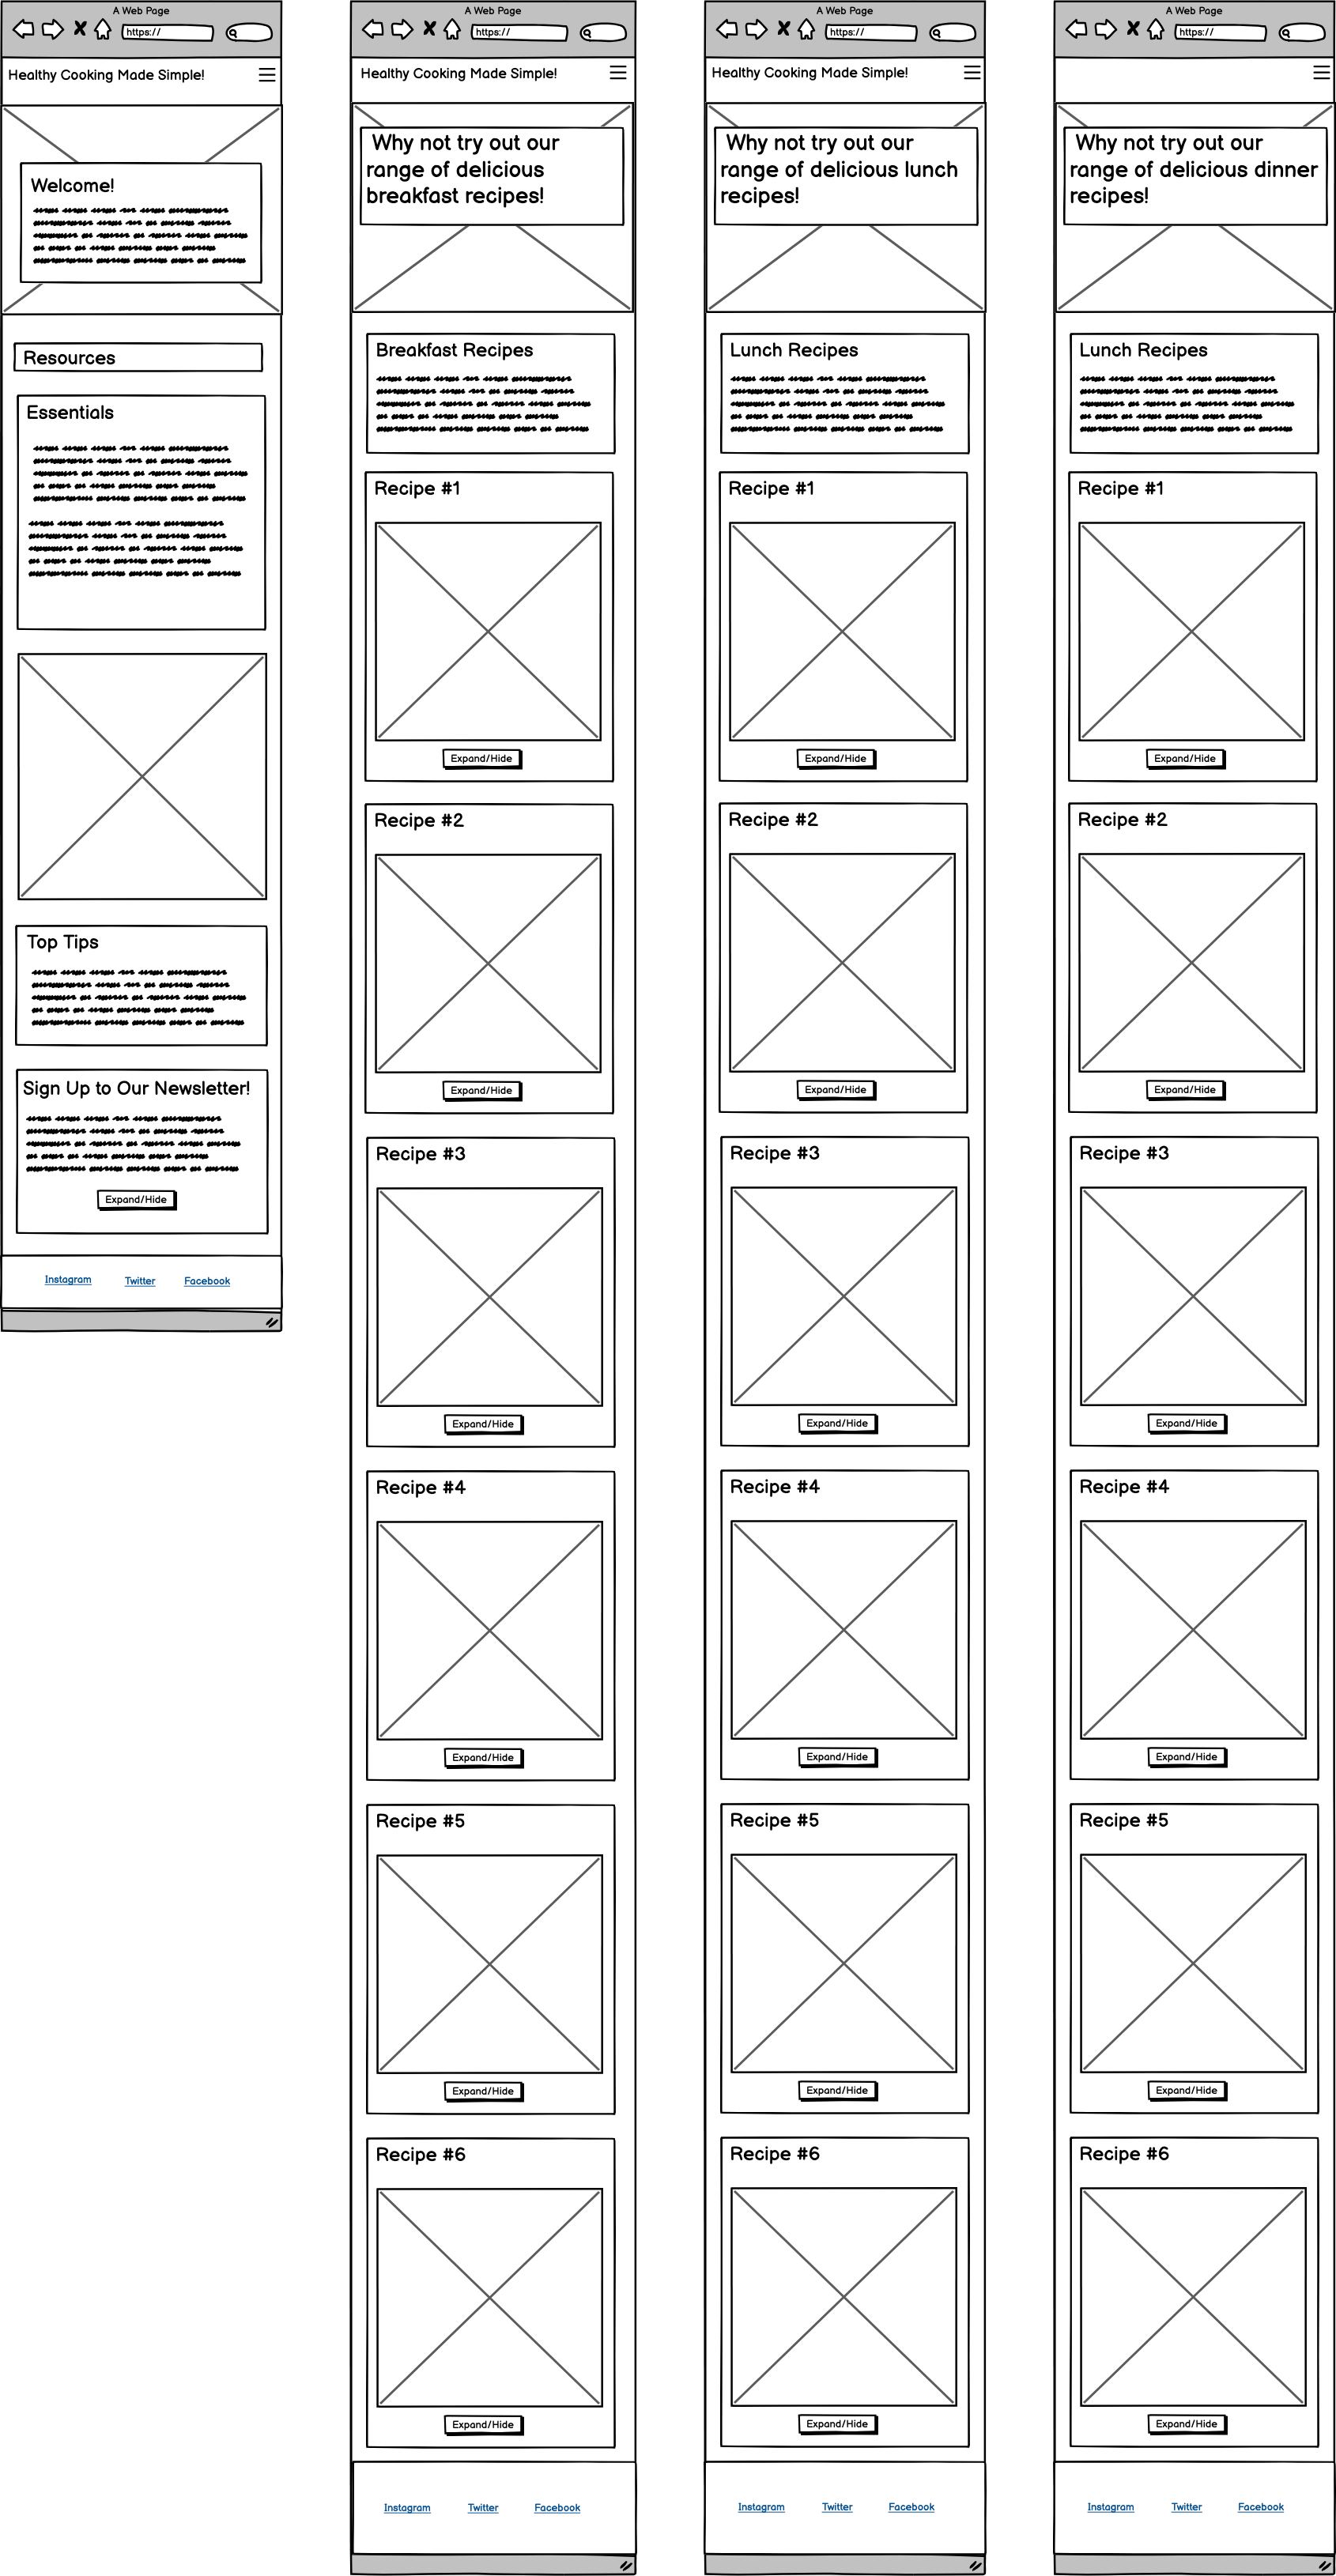 A Web Page
https://
Healthy Cooking Made Simple!
Welcome!
Resources
Essentials
Top Tips
Sign Up to Our Newsletter!
Expand/Hide
Instagram Twitter Facebook
A Web Page
https://
Healthy Cooking Made Simple!
Why not try out our
range of delicious
breakfast recipes!
Breakfast Recipes
Recipe #1
Expand/Hide
Recipe #2
Expand/Hide
Recipe #3
Expand/Hide
Recipe #4
Expand/Hide
Recipe #5
Expand/Hide
Recipe #6
Expand/Hide
Instagram Twitter Facebook
A Web Page
https://
Healthy Cooking Made Simple!
Why not try out our
range of delicious lunch
recipes!
Lunch Recipes
Recipe #1
Expand/Hide
Recipe #2
Expand/Hide
Recipe #3
Expand/Hide
Recipe #4
Expand/Hide
Recipe #5
Expand/Hide
Recipe #6
Expand/Hide
Instagram Twitter Facebook
A Web Page
https://
Why not try out our
range of delicious dinner
recipes!
Lunch Recipes
Recipe #1
Expand/Hide
Recipe #2
Expand/Hide
Recipe #3
Expand/Hide
Recipe #4
Expand/Hide
Recipe #5
Expand/Hide
Recipe #6
Expand/Hide
Instagram Twitter Facebook